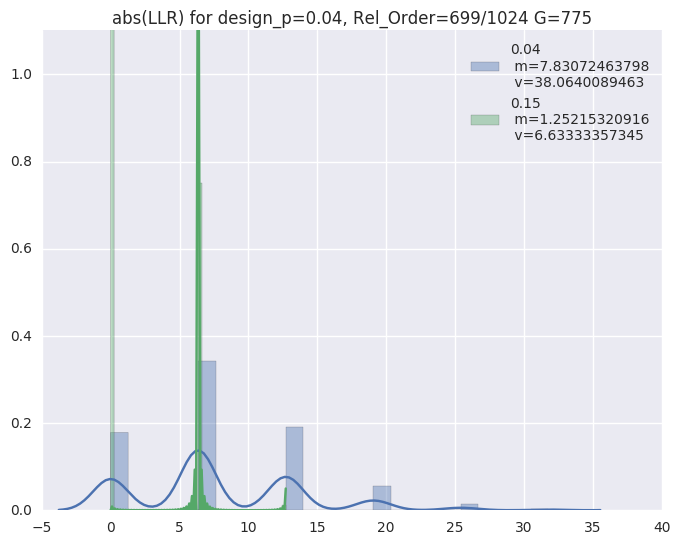 abs(LLR) for design_p=0.04, Rel_Order=699/1024 G=775
0.04
m=7.83072463798
v=38.0640089463
0.15
m=1.25215320916
v=6.63333357345
1.0
0.8
0.6
0.4
0.2
0.0
−5 0 5 10 15 20 25 30 35 40